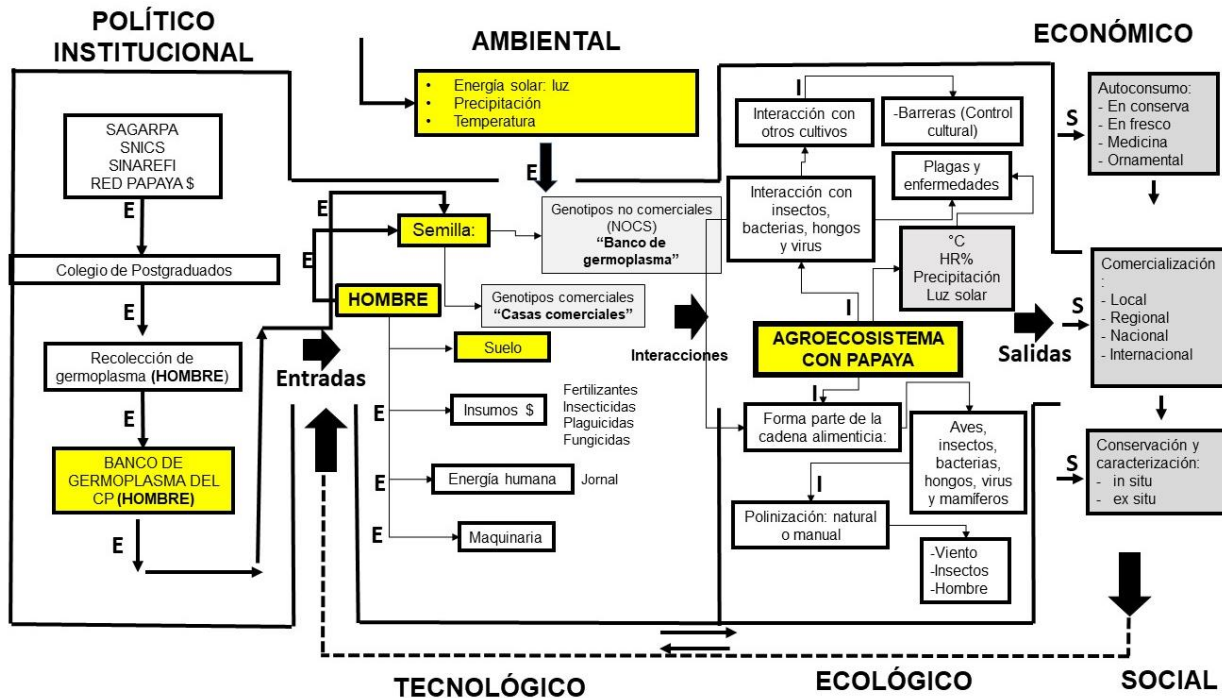 POLÍTICO
INSTITUCIONAL
SAGARPA
SNICS
SINAREFI
RED PAPAYA $
E
Colegio de Postgraduados
E
Recolección de
germoplasma (HOMBRE)
E
BANCO DE
GERMOPLASMA DEL
CP (HOMBRE)
E
AMBIENTAL
• Energía solar: luz
• Precipitación
• Temperatura
E
E
Semilla:
E
HOMBRE
Entradas
Genotipos no comerciales
(NOCS)
“Banco de
germoplasma”
Genotipos comerciales
“Casas comerciales”
E
Suelo
E
Insumos $
Fertilizantes
Insecticidas
Plaguicidas
Fungicidas
E
Energía humana
Jornal
E
Maquinaria
Interacciones
Interacción con
otros cultivos
I
-Barreras (Control
cultural)
Plagas y
enfermedades
Interacción con
insectos,
bacterias, hongos
y virus
°C
HR%
Precipitación
Luz solar
I
AGROECOSISTEMA
CON PAPAYA
I
Forma parte de la
cadena alimenticia:
Aves,
insectos,
bacterias,
hongos, virus
y mamíferos
I
Polinización: natural
o manual
-Viento
-Insectos
-Hombre
Salidas
ECONÓMICO
S
Autoconsumo:
- En conserva
- En fresco
- Medicina
- Ornamental
S
Comercialización
:
- Local
- Regional
- Nacional
- Internacional
S
Conservación y
caracterización:
- in situ
- ex situ
TECNOLÓGICO
ECOLÓGICO
SOCIAL